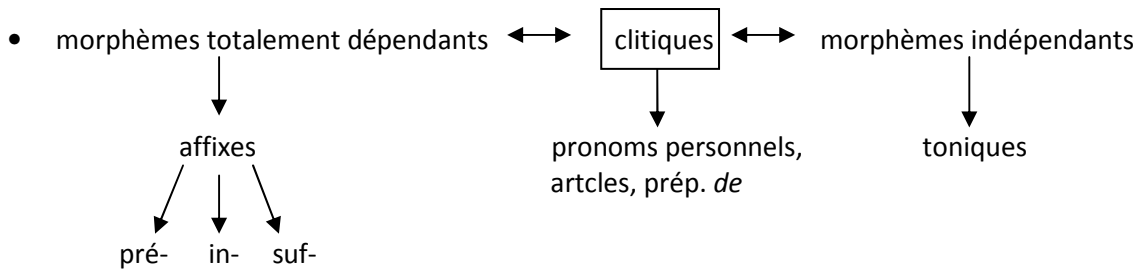 • morphèmes totalement dépendants clitiques morphèmes indépendants
affixes pronoms personnels, toniques
artcles, prép. de
pré- in- suf-